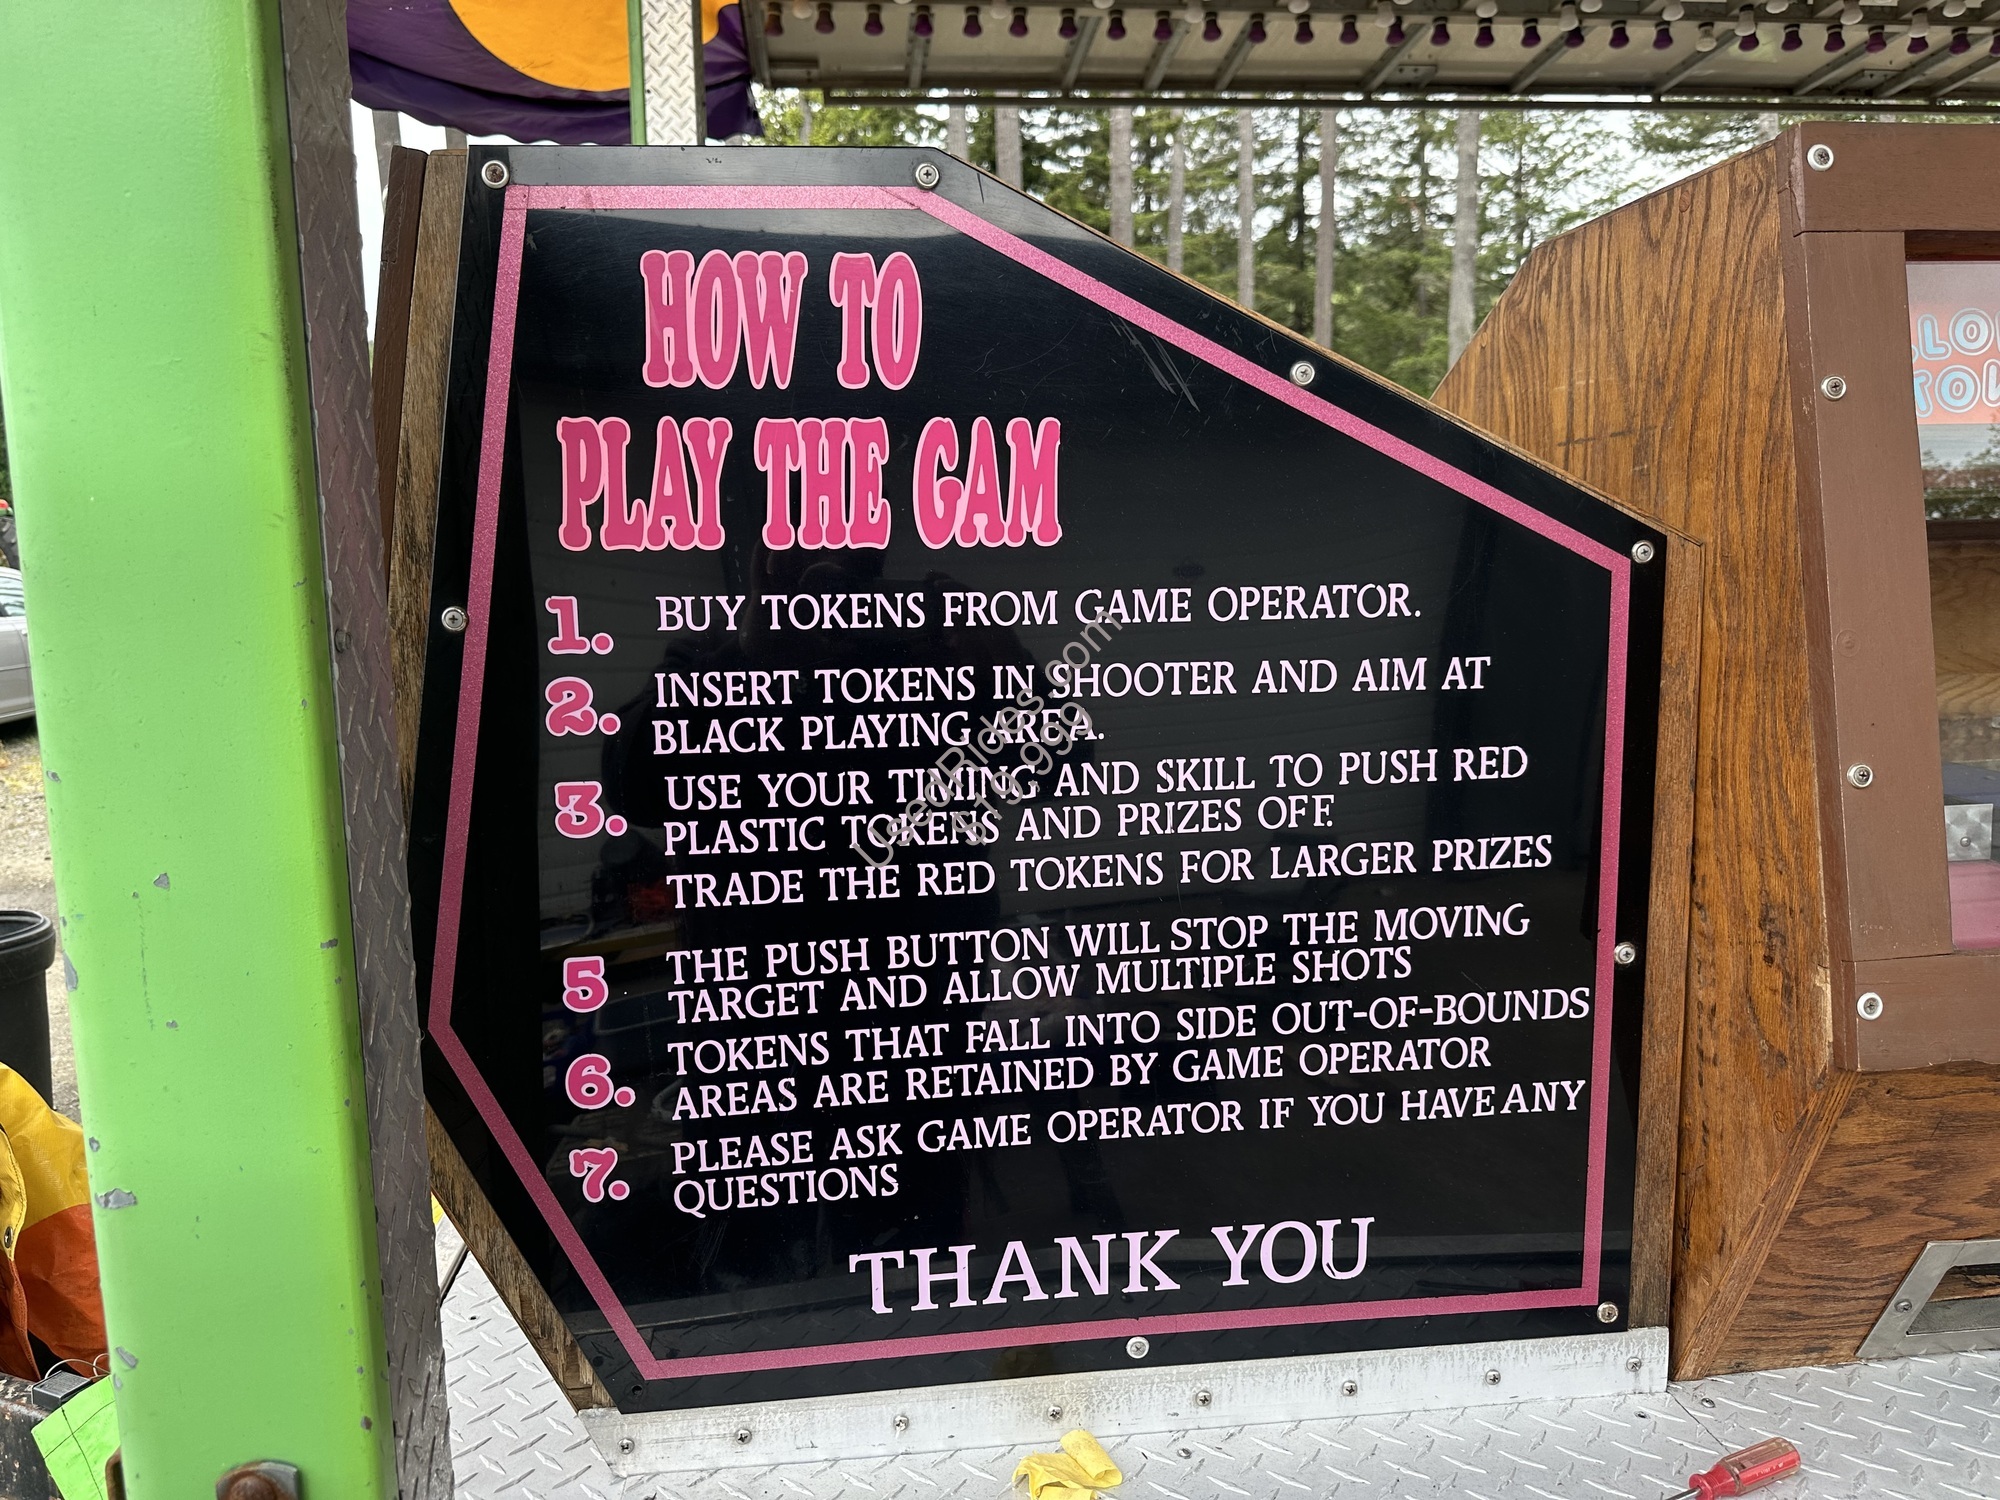 HOW TO
PLAY THE GAM
1. BUY TOKENS FROM GAME OPERATOR.
2. INSERT TOKENS IN SHOOTER AND AIM AT
BLACK PLAYING AREA.
3. USE YOUR TIMING AND SKILL TO PUSH RED
PLASTIC TOKENS AND PRIZES OFF.
TRADE THE RED TOKENS FOR LARGER PRIZES
5 THE PUSH BUTTON WILL STOP THE MOVING
TARGET AND ALLOW MULTIPLE SHOTS
6. TOKENS THAT FALL INTO SIDE OUT-OF-BOUNDS
AREAS ARE RETAINED BY GAME OPERATOR
7. PLEASE ASK GAME OPERATOR IF YOU HAVE ANY
QUESTIONS
THANK YOU
UsedRides.com
$19,999